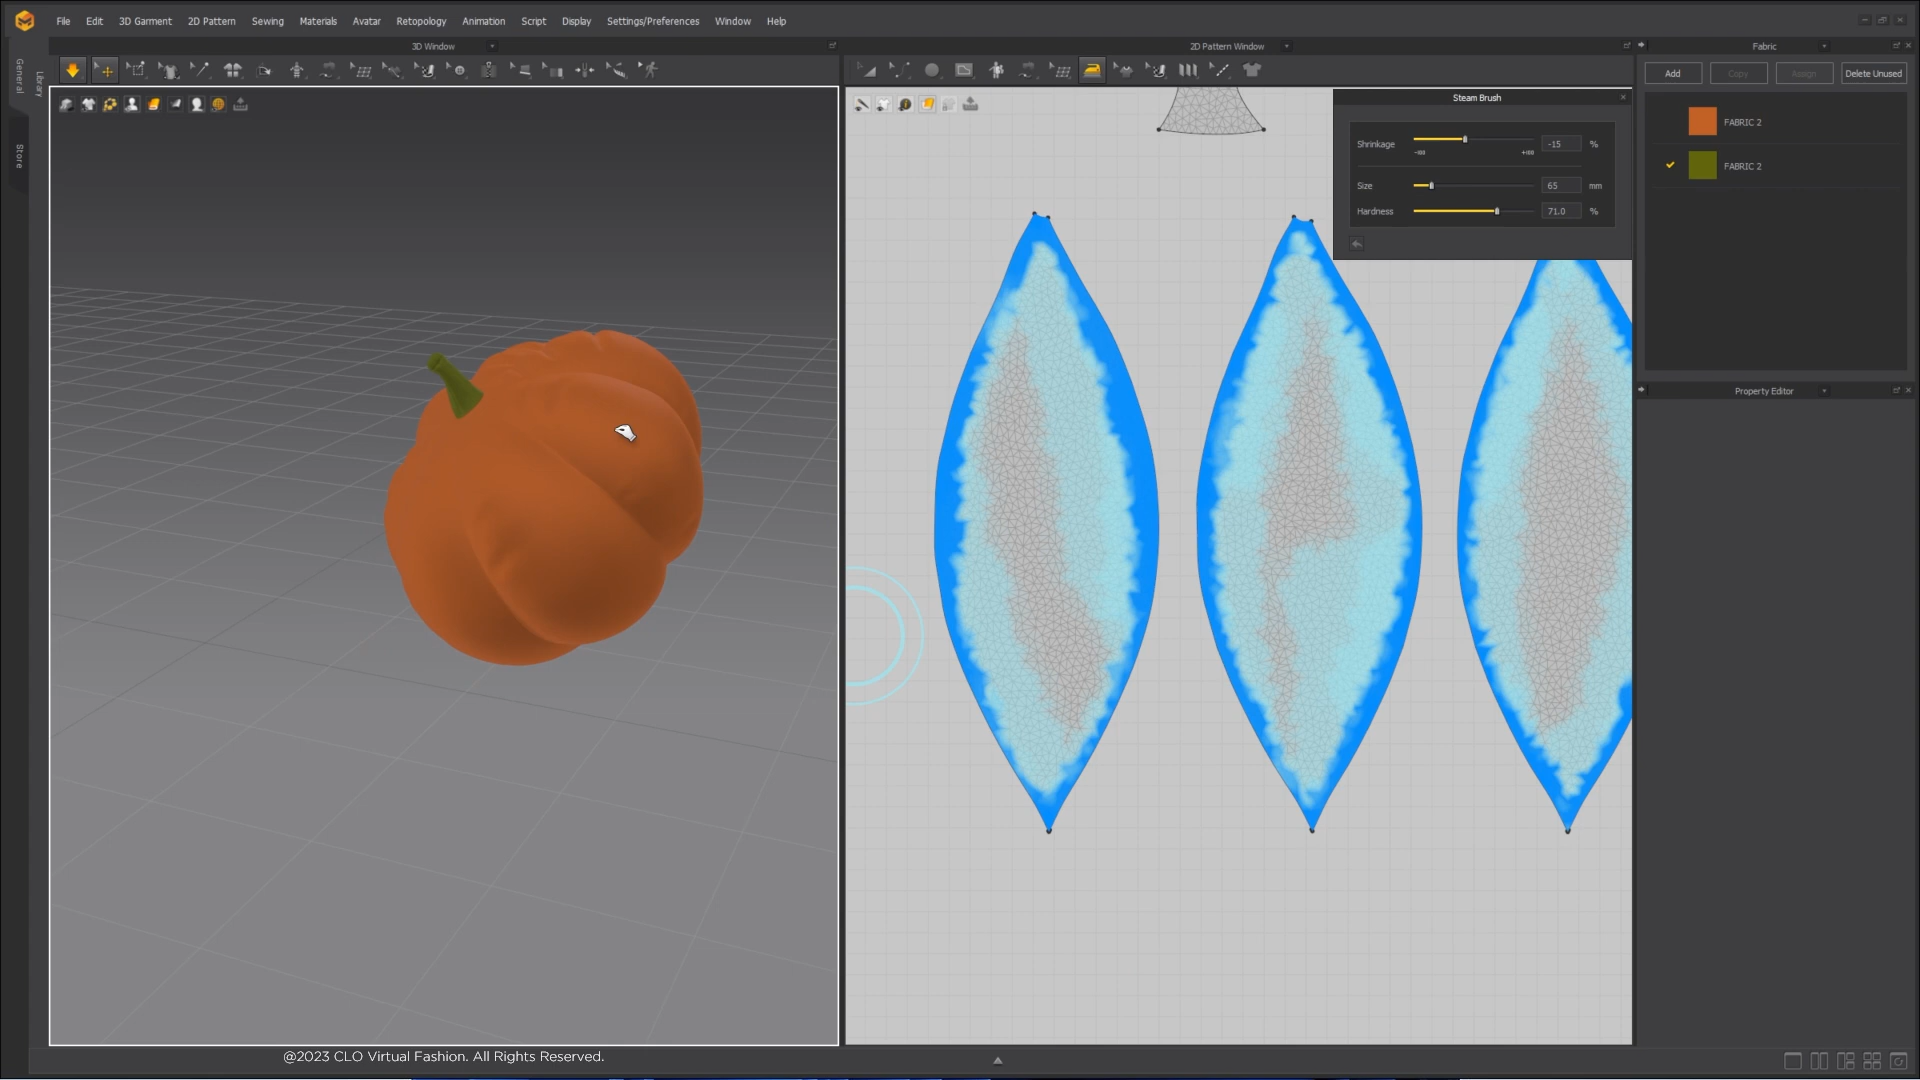 File Edit 3D Garment 2D Pattern Sewing Materials Avatar Retopology Animation Script Display Settings/Preferences Window Help
3D Window
2D Pattern Window
Fabric
General
Library
Store
Add Copy Assign Delete Unused
Steam Brush
Shrinkage -15 %
-100 +100
Size 65 mm
Hardness 71.0 %
FABRIC 2
FABRIC 2
Property Editor
@2023 CLO Virtual Fashion. All Rights Reserved.